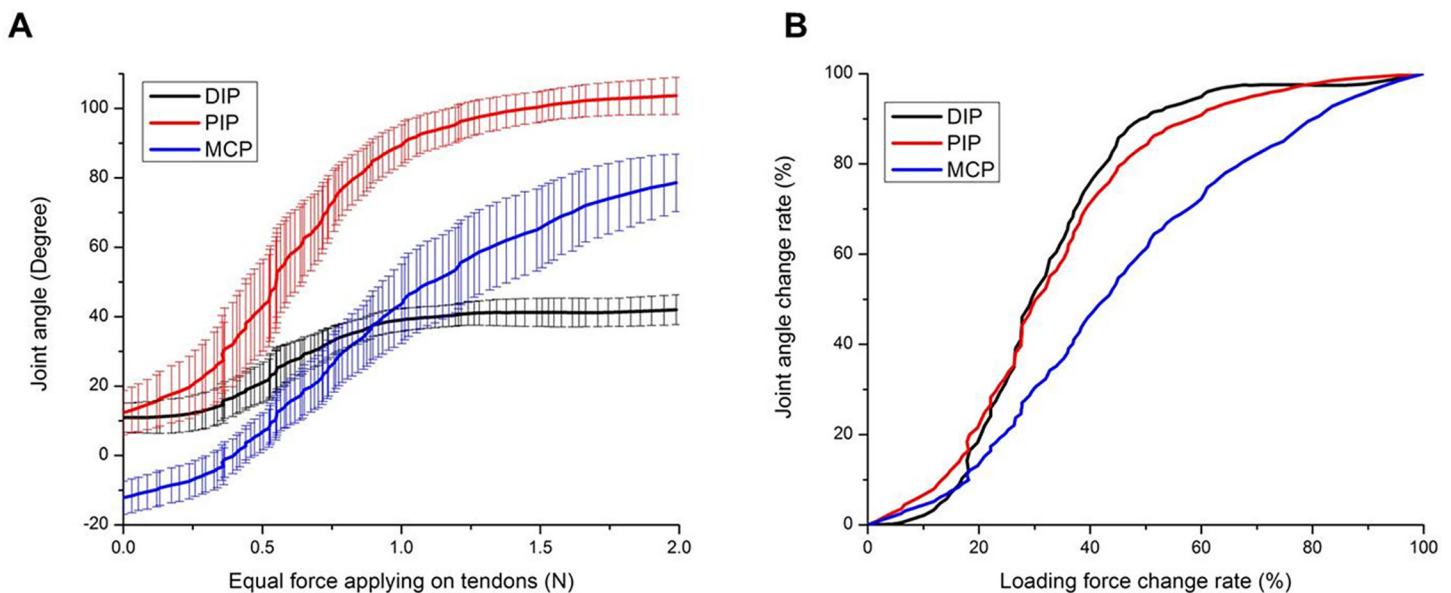 A
B
DIP
PIP
MCP
Joint angle (Degree)
100
80
60
40
20
0
-20
0.0
0.5
1.0
1.5
2.0
Equal force applying on tendons (N)
DIP
PIP
MCP
Joint angle change rate (%)
100
80
60
40
20
0
0
20
40
60
80
100
Loading force change rate (%)